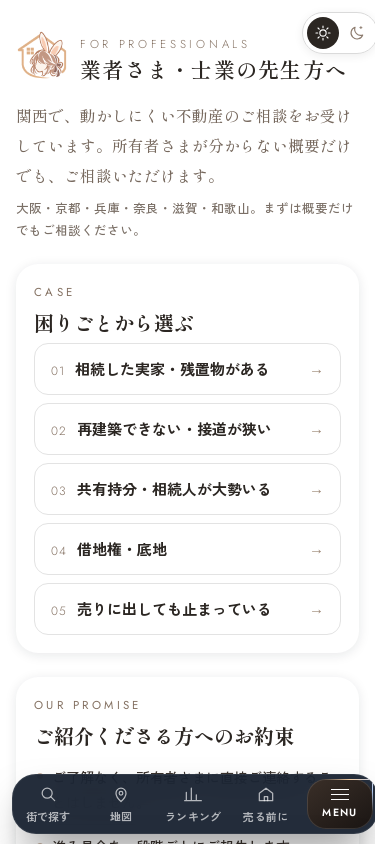 FOR PROFESSIONALS
業者さま・士業の先生方へ
関西で、動かしにくい不動産のご相談をお受け
しています。所有者さまが分からない概要だけ
でも、ご相談いただけます。
大阪・京都・兵庫・奈良・滋賀・和歌山。まずは概要だけ
でもご相談ください。
CASE
困りごとから選ぶ
01 相続した実家・残置物がある →
02 再建築できない・接道が狭い →
03 共有持分・相続人が大勢いる →
04 借地権・底地 →
05 売りに出しても止まっている →
OUR PROMISE
ご紹介くださる方へのお約束
街で探す
地図
ランキング
売る前に
MENU